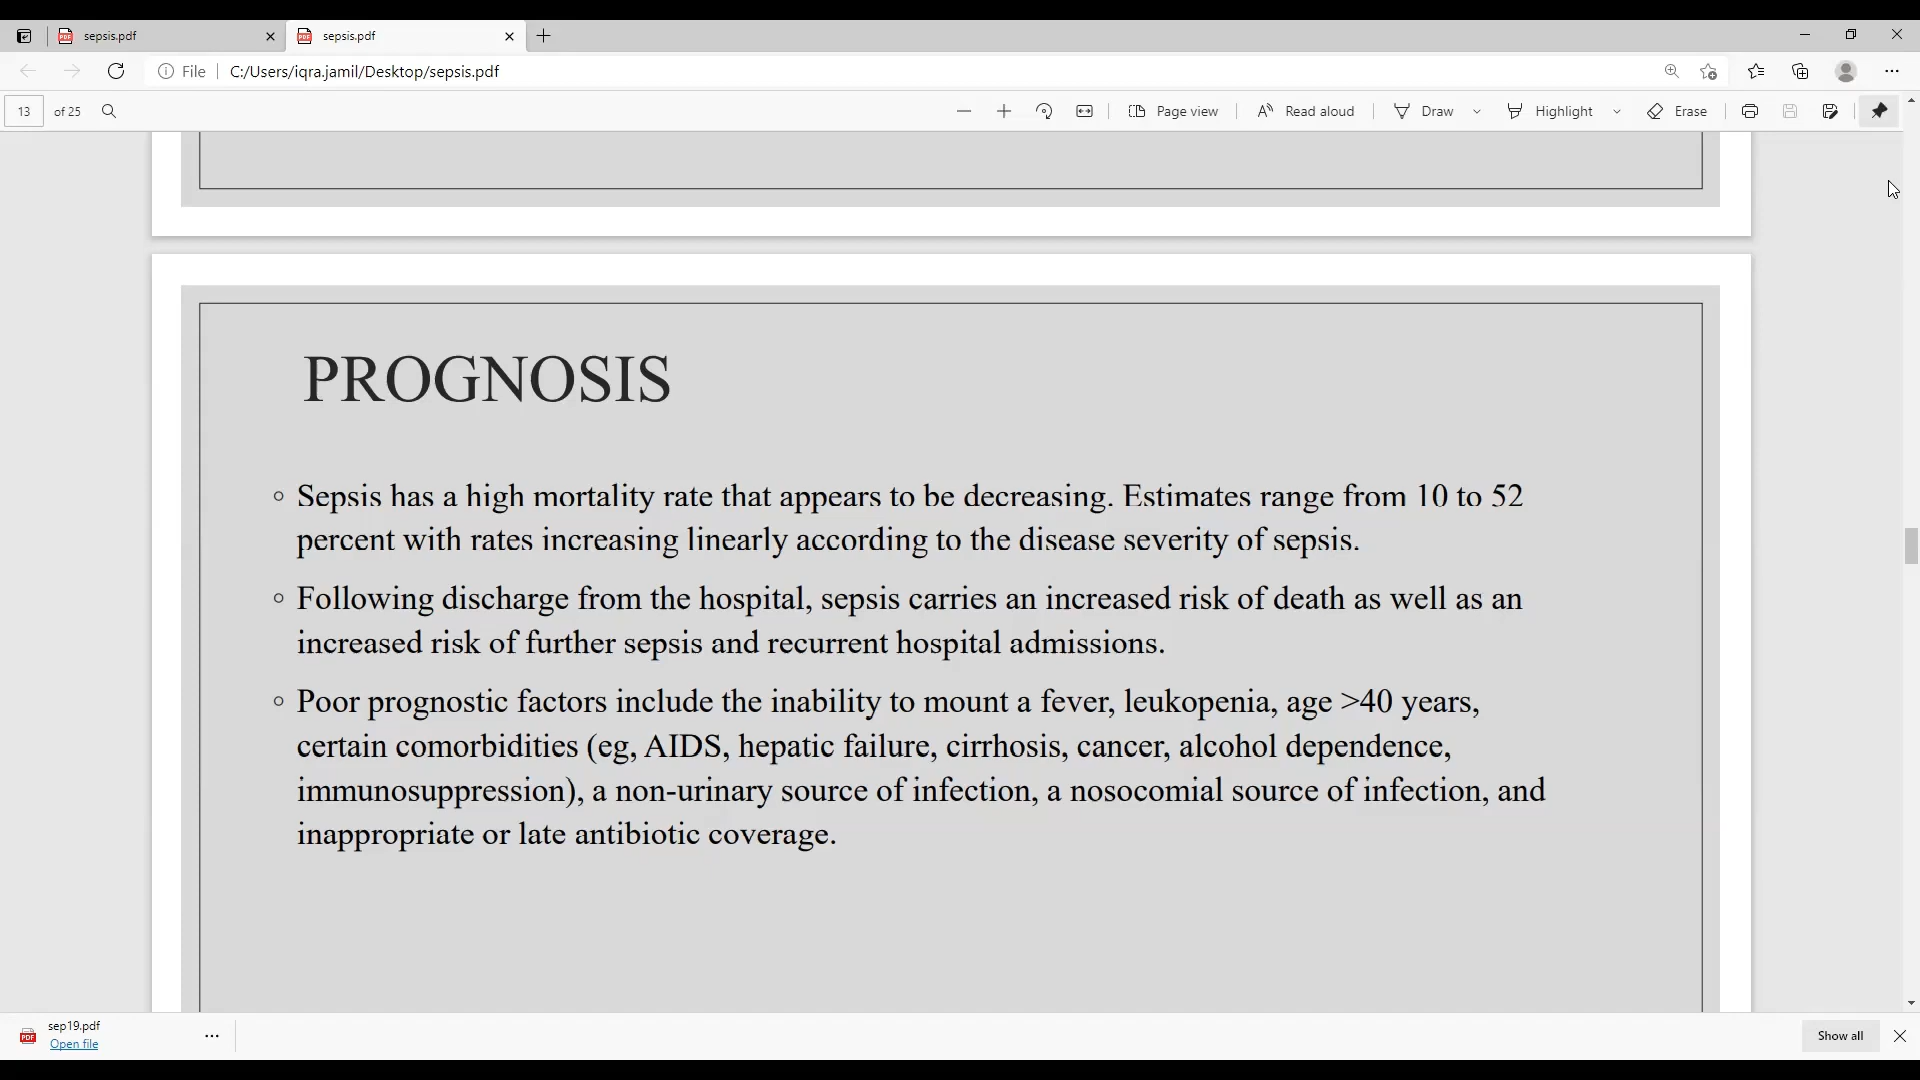 sepsis.pdf
sepsis.pdf
File
C:/Users/iqra.jamil/Desktop/sepsis.pdf
13 of 25
Page view
Read aloud
Draw
Highlight
Erase
PROGNOSIS
Sepsis has a high mortality rate that appears to be decreasing. Estimates range from 10 to 52
percent with rates increasing linearly according to the disease severity of sepsis.
Following discharge from the hospital, sepsis carries an increased risk of death as well as an
increased risk of further sepsis and recurrent hospital admissions.
Poor prognostic factors include the inability to mount a fever, leukopenia, age >40 years,
certain comorbidities (eg, AIDS, hepatic failure, cirrhosis, cancer, alcohol dependence,
immunosuppression), a non-urinary source of infection, a nosocomial source of infection, and
inappropriate or late antibiotic coverage.
sep19.pdf
Open file
Show all